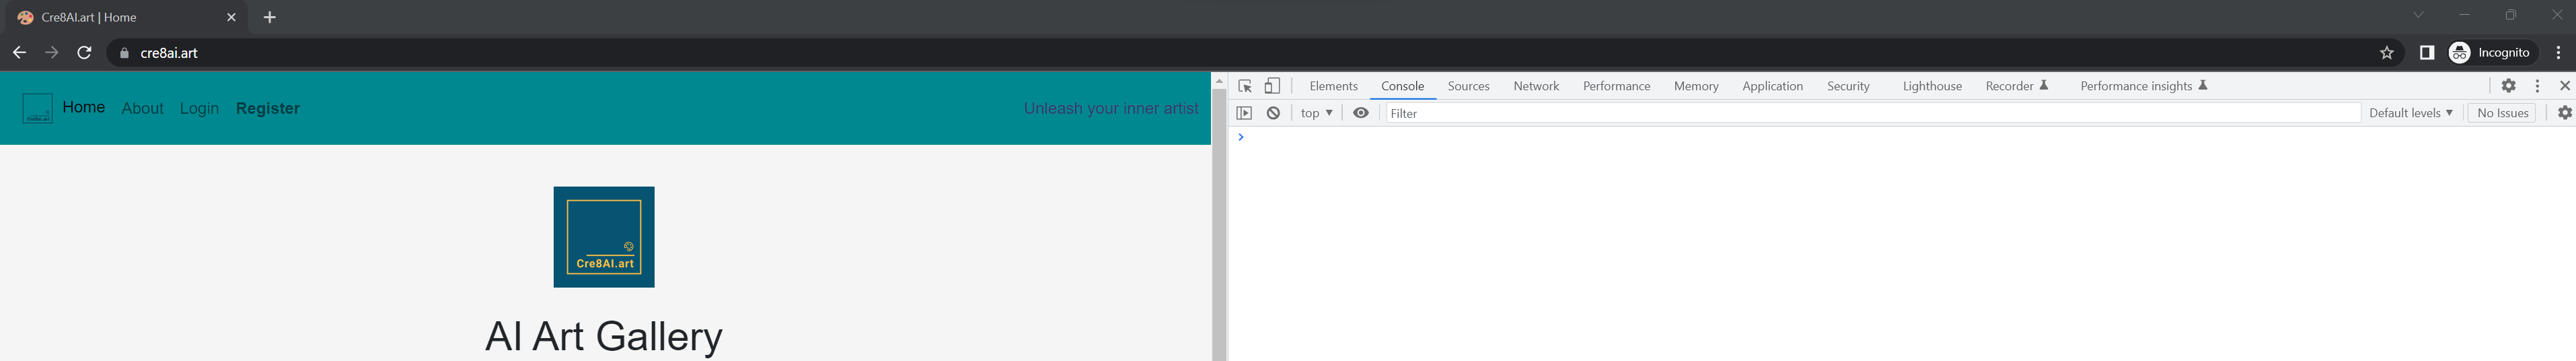 Cre8AI.art | Home
cre8ai.art
Incognito
Home About Login Register
Unleash your inner artist
Elements Console Sources Network Performance Memory Application Security Lighthouse Recorder Performance insights
top Filter Default levels No Issues
Cre8AI.art
AI Art Gallery